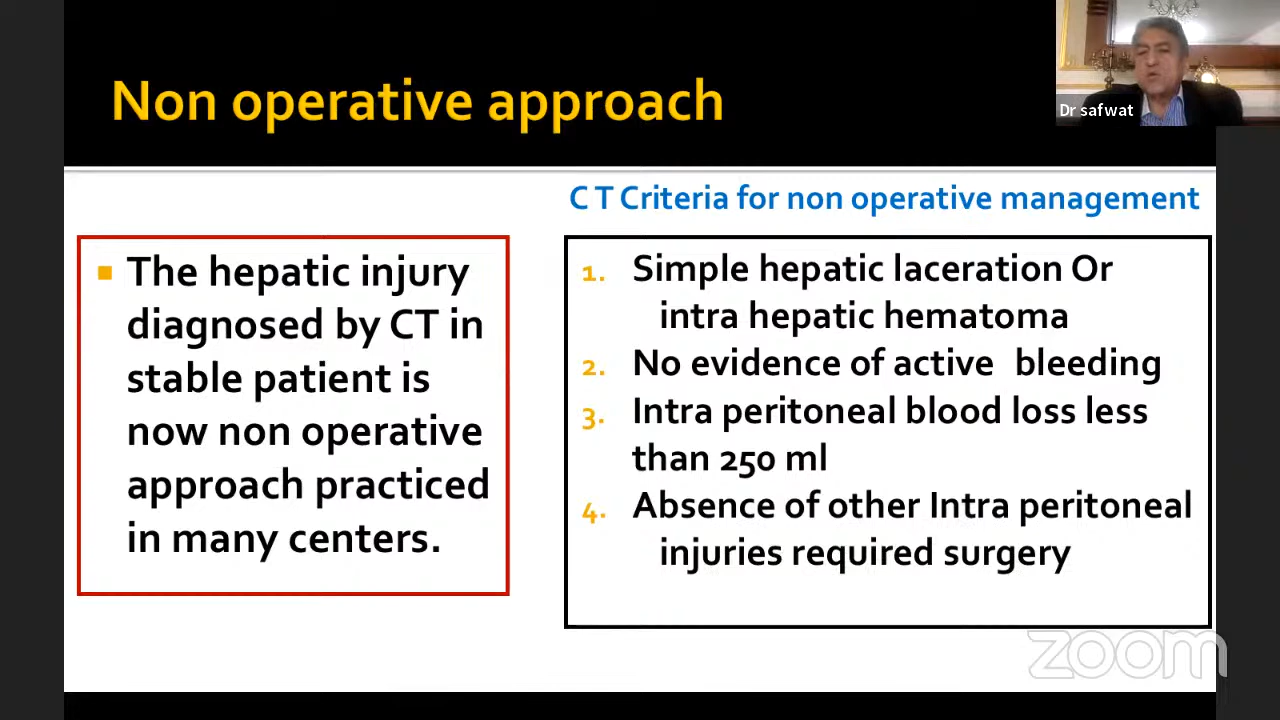 Non operative approach
Dr safwat
C T Criteria for non operative management
The hepatic injury
diagnosed by CT in
stable patient is
now non operative
approach practiced
in many centers.
1. Simple hepatic laceration Or
intra hepatic hematoma
2. No evidence of active bleeding
3. Intra peritoneal blood loss less
than 250 ml
4. Absence of other Intra peritoneal
injuries required surgery
zoom